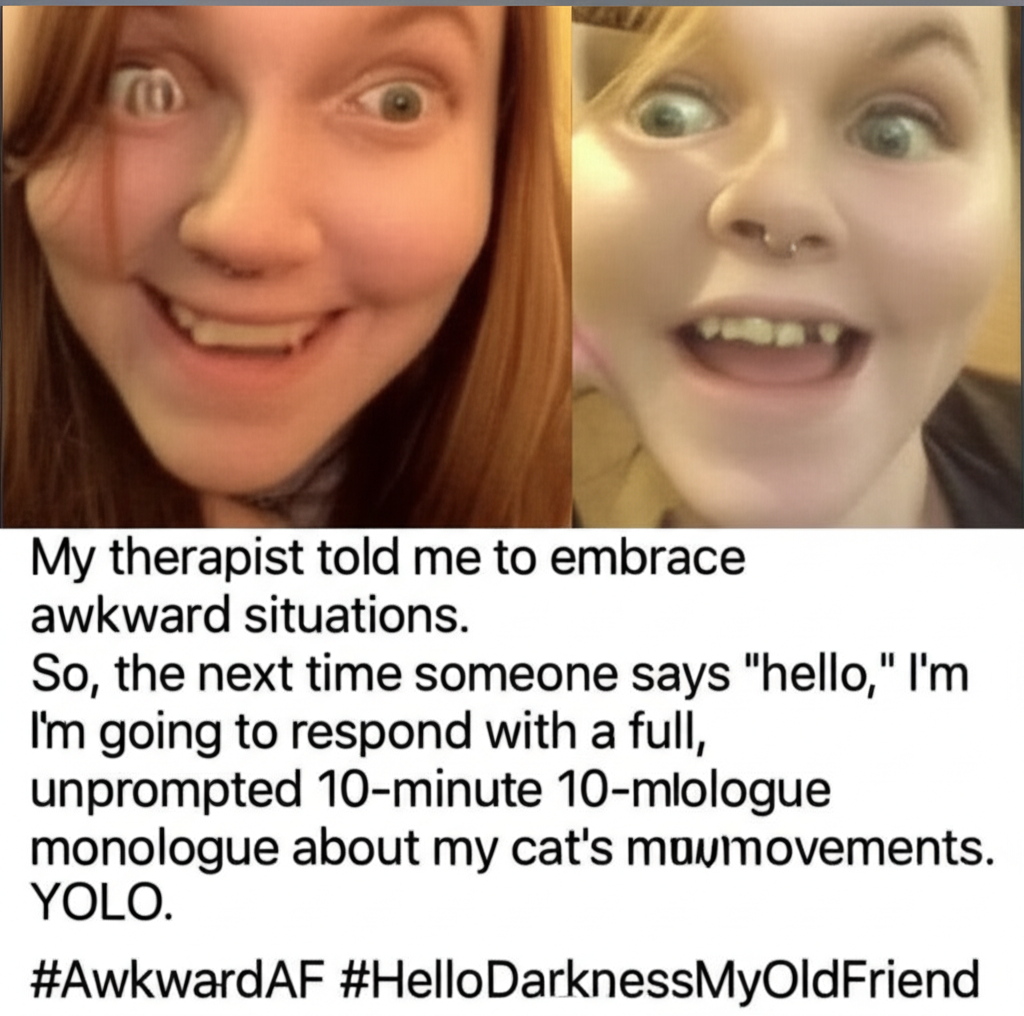 My therapist told me to embrace
awkward situations.
So, the next time someone says "hello," I'm
I'm going to respond with a full,
unprompted 10-minute 10-mlologue
monologue about my cat's movements.
YOLO.
#AwkwardAF #HelloDarknessMyOldFriend